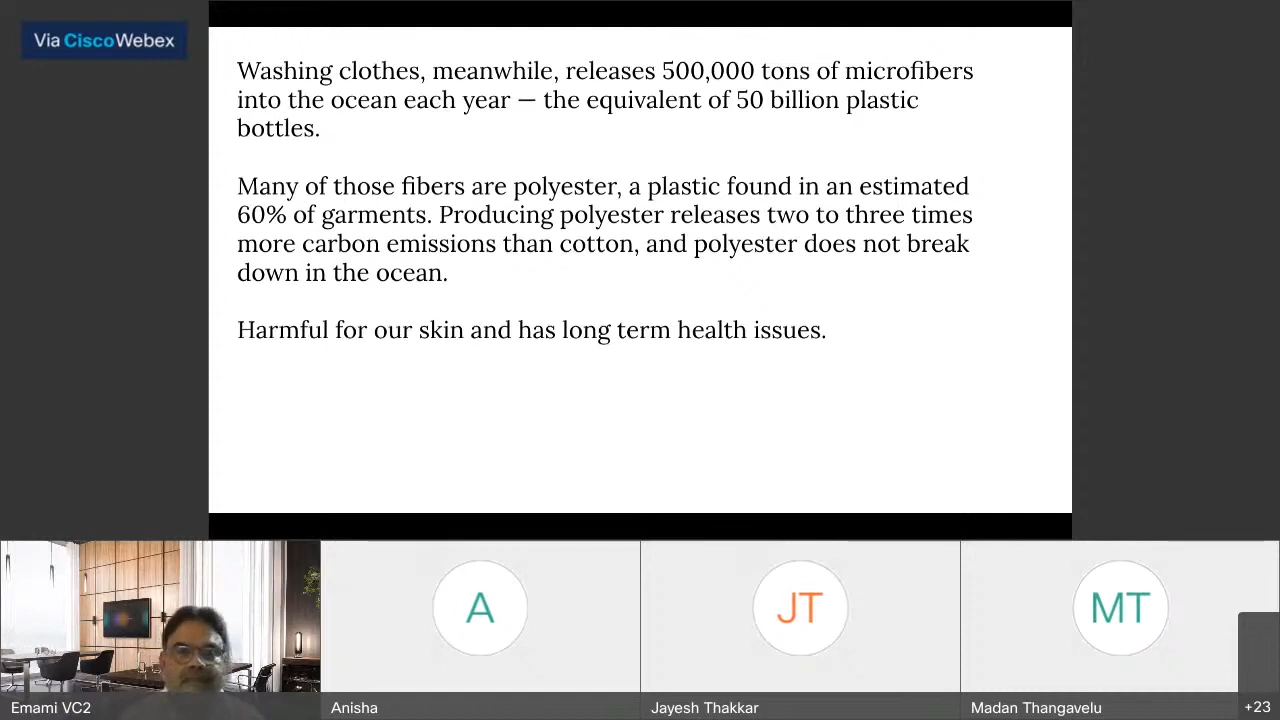 Via Cisco Webex
Washing clothes, meanwhile, releases 500,000 tons of microfibers
into the ocean each year — the equivalent of 50 billion plastic
bottles.
Many of those fibers are polyester, a plastic found in an estimated
60% of garments. Producing polyester releases two to three times
more carbon emissions than cotton, and polyester does not break
down in the ocean.
Harmful for our skin and has long term health issues.
A
JT
MT
Emami VC2
Anisha
Jayesh Thakkar
Madan Thangavelu
+23